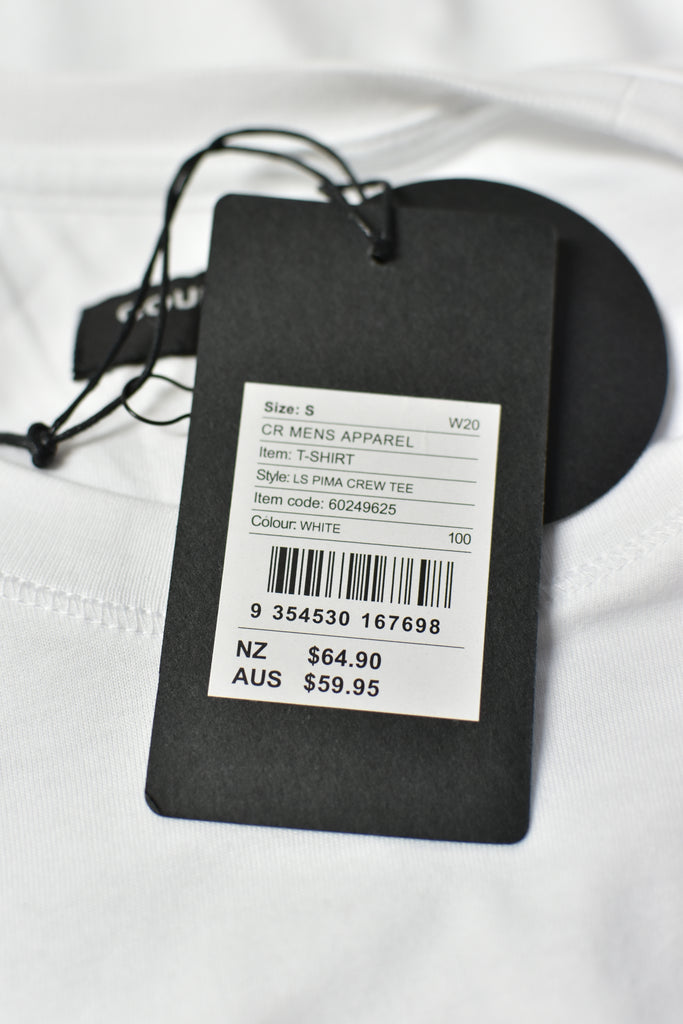 Size: S W20
CR MENS APPAREL
Item: T-SHIRT
Style: LS PIMA CREW TEE
Item code: 60249625
Colour: WHITE 100
9 354530 167698
NZ $64.90
AUS $59.95